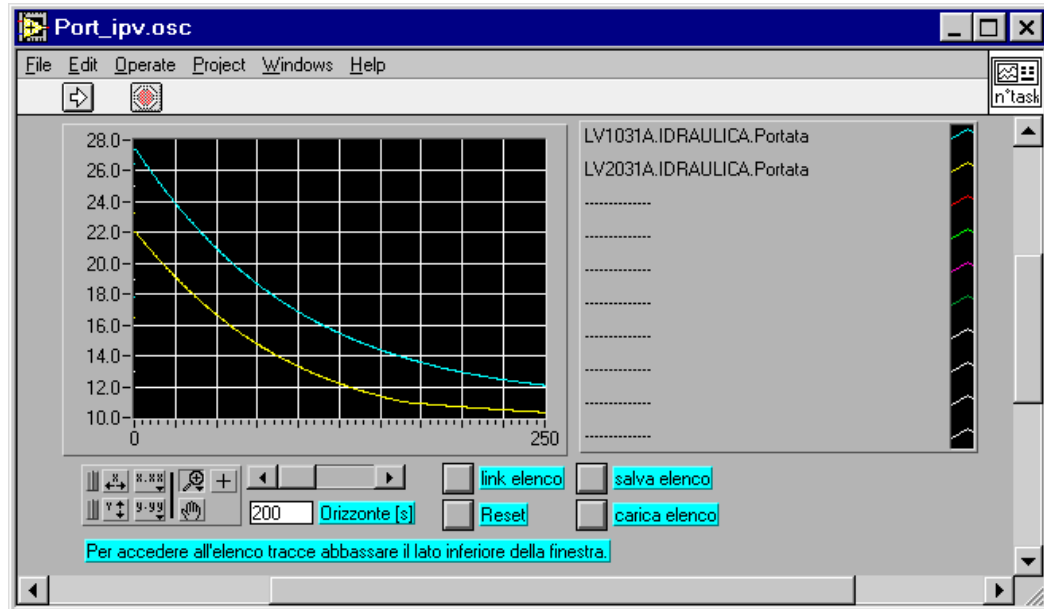 Port_ipv.osc
File Edit Operate Project Windows Help
n°task
28.0
26.0
24.0
22.0
20.0
18.0
16.0
14.0
12.0
10.0
0 250
LV1031A.IDRAULICA.Portata
LV2031A.IDRAULICA.Portata
-------------
-------------
-------------
-------------
-------------
-------------
-------------
-------------
X X.XX
Y Y.YY
200 Orizzonte [s]
link elenco salva elenco
Reset carica elenco
Per accedere all'elenco tracce abbassare il lato inferiore della finestra.